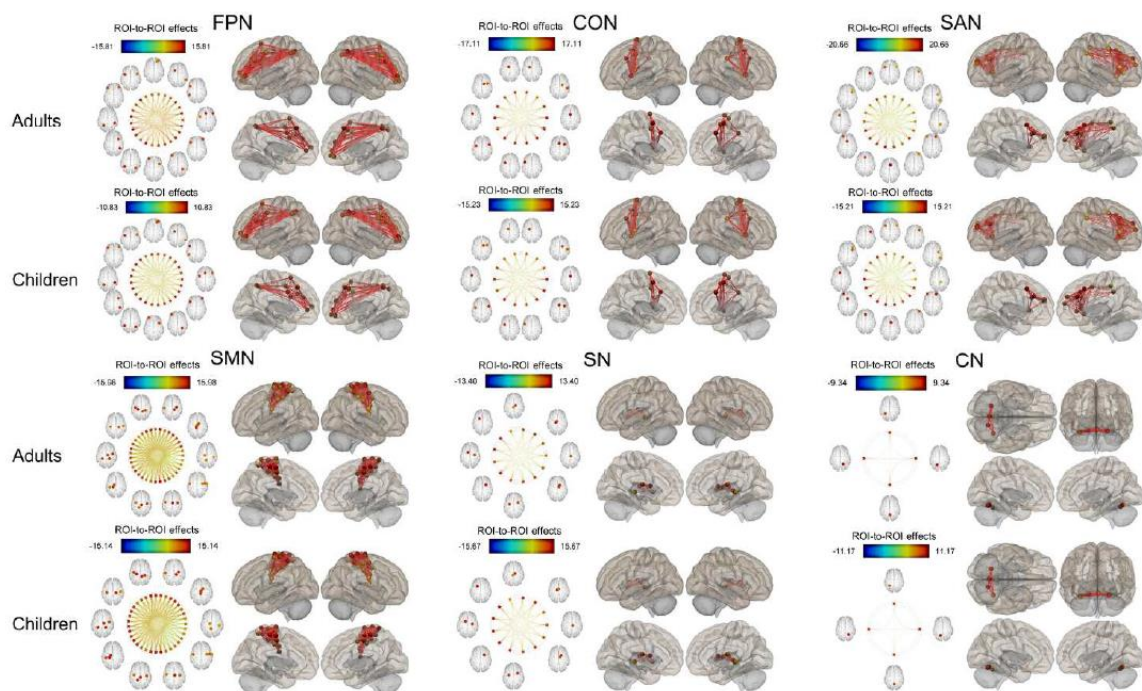 FPN
CON
SAN
ROI-to-ROI effects
-15.81 15.81
ROI-to-ROI effects
-17.11 17.11
ROI-to-ROI effects
-20.66 20.66
Adults
ROI-to-ROI effects
-10.83 16.83
ROI-to-ROI effects
-15.23 15.23
ROI-to-ROI effects
-15.21 15.21
Children
SMN
SN
CN
ROI-to-ROI effects
-15.98 15.98
ROI-to-ROI effects
-13.40 13.40
ROI-to-ROI effects
-9.34 9.34
Adults
ROI-to-ROI effects
-15.14 15.14
ROI-to-ROI effects
-15.67 15.67
ROI-to-ROI effects
-11.17 11.17
Children